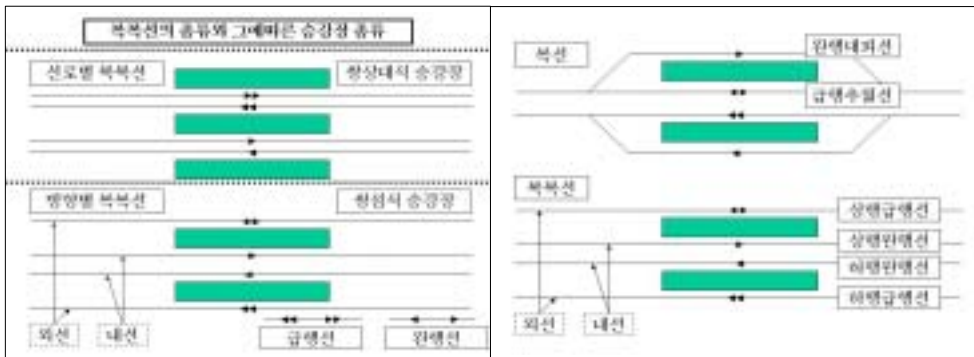 복복선의 종류와 그에따른 승강장 종류
선로별 복복선
쌍상대식 승강장
방향별 복복선
쌍섬식 승강장
외선
내선
급행선
완행선
복선
완행대피선
급행추월선
복복선
상행급행선
상행완행선
하행완행선
하행급행선
외선
내선